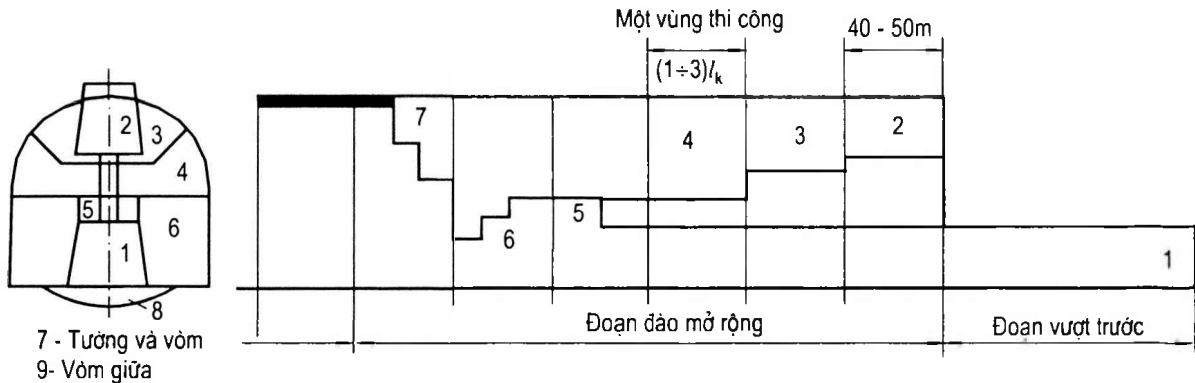 Một vùng thi công
40 - 50m
(1÷3)lₖ
2
3
4
5
6
1
8
7
4
3
2
5
6
1
Đoạn đào mở rộng
Đoạn vượt trước
7 - Tường và vòm
9- Vòm giữa